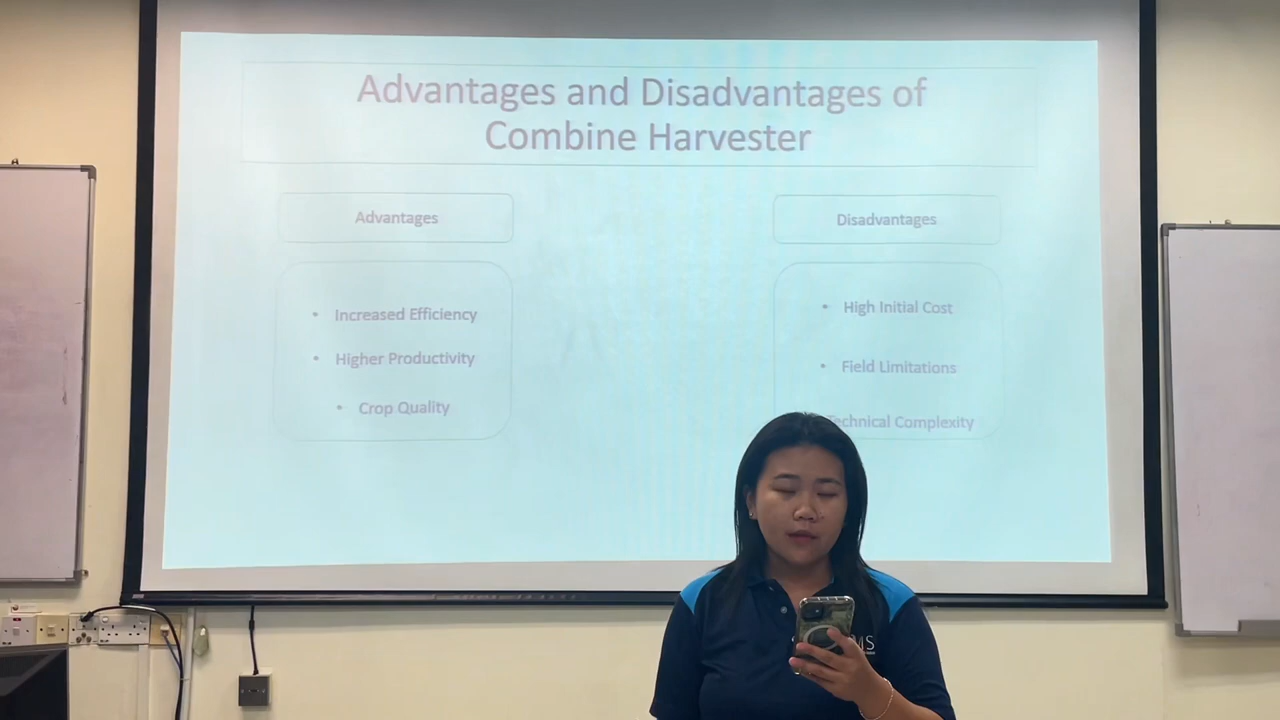 Advantages and Disadvantages of
Combine Harvester
Advantages
Disadvantages
• Increased Efficiency
• Higher Productivity
• Crop Quality
• High Initial Cost
• Field Limitations
Technical Complexity